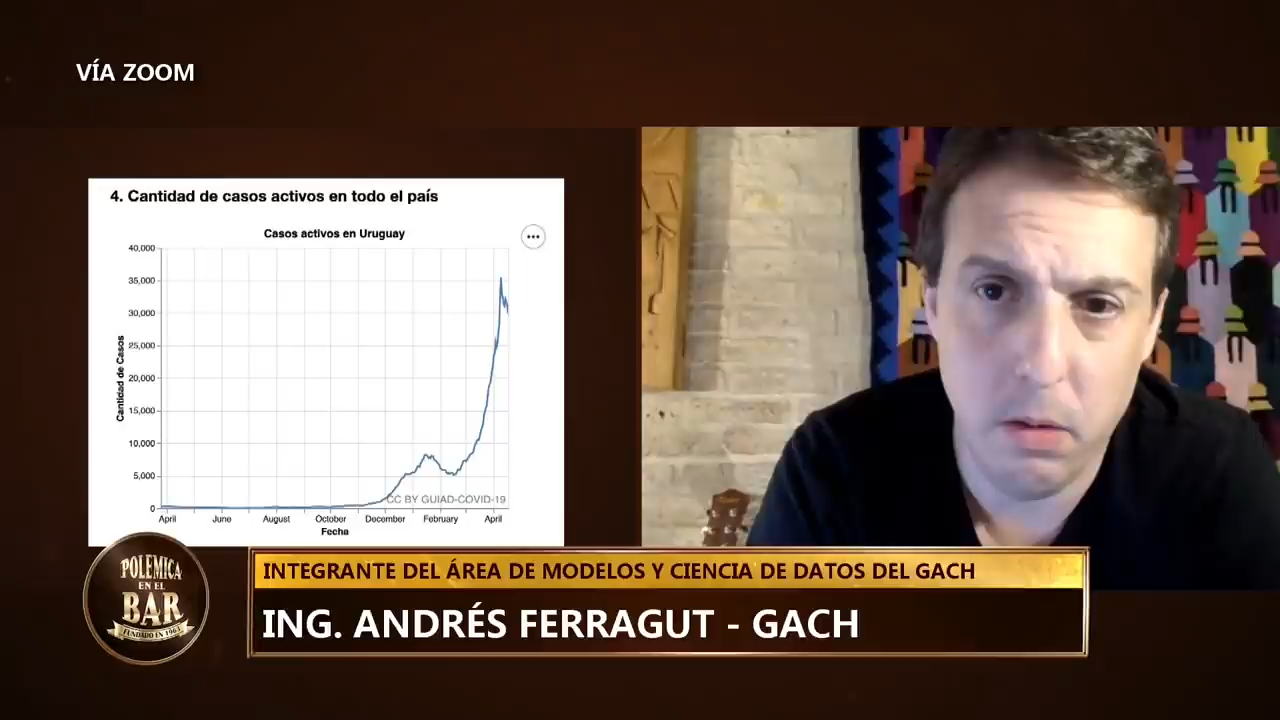 VÍA ZOOM
4. Cantidad de casos activos en todo el país
Casos activos en Uruguay
40,000
35,000
30,000
25,000
20,000
15,000
10,000
5,000
0
Cantidad de Casos
CC BY GUIAD-COVID-19
April June August October December February April
Fecha
POLEMICA
EN EL
BAR
FUNDADO EN 1963
INTEGRANTE DEL ÁREA DE MODELOS Y CIENCIA DE DATOS DEL GACH
ING. ANDRÉS FERRAGUT - GACH